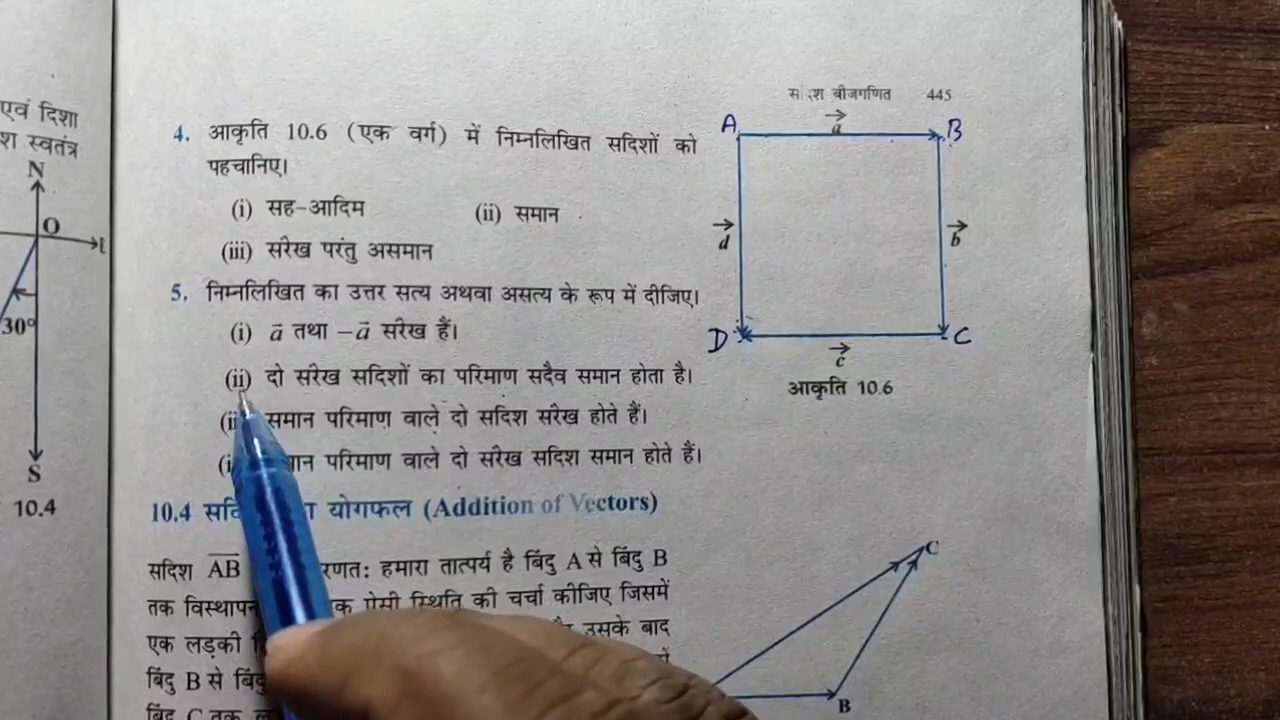 एवं दिशा
श स्वतंत्र
N
O
30°
S
10.4
सदिश बीजगणित 445
4. आकृति 10.6 (एक वर्ग) में निम्नलिखित सदिशों को
पहचानिए।
(i) सह-आदिम (ii) समान
(iii) संरेख परंतु असमान
A
a⃗
B
d⃗
b⃗
D
c⃗
C
आकृति 10.6
5. निम्नलिखित का उत्तर सत्य अथवा असत्य के रूप में दीजिए।
(i) a⃗ तथा −a⃗ संरेख हैं।
(ii) दो संरेख सदिशों का परिमाण सदैव समान होता है।
समान परिमाण वाले दो सदिश संरेख होते हैं।
परिमाण वाले दो संरेख सदिश समान होते हैं।
10.4 योगफल (Addition of Vectors)
सदिश AB हमारा तात्पर्य है बिंदु A से बिंदु B
तक विस्थापन ऐसी स्थिति की चर्चा कीजिए जिसमें
एक लड़की उसके बाद
बिंदु B से
बिंदु C तक
C
B